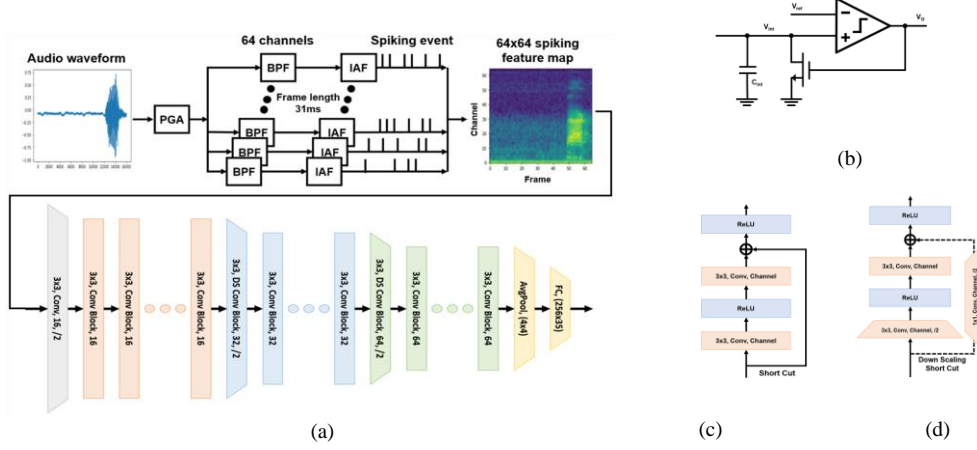 Audio waveform
64 channels
Spiking event
64x64 spiking
feature map
PGA
BPF
IAF
Frame length
31ms
BPF
IAF
BPF
IAF
BPF
IAF
Channel
Frame
3x3, Conv, 16, /2
3x3, Conv Block, 16
3x3, Conv Block, 16
3x3, Conv Block, 16
3x3, DS Conv Block, 32, /2
3x3, Conv Block, 32
3x3, Conv Block, 32
3x3, DS Conv Block, 64, /2
3x3, Conv Block, 64
3x3, Conv Block, 64
AvgPool, (4x4)
FC, (256x35)
(a)
Vref
Vint
VO
Cint
(b)
ReLU
3x3, Conv, Channel
ReLU
3x3, Conv, Channel
Short Cut
(c)
ReLU
3x3, Conv, Channel
ReLU
3x3, Conv, Channel, /2
1x1, Conv, Channel, /2
Down Scaling
Short Cut
(d)